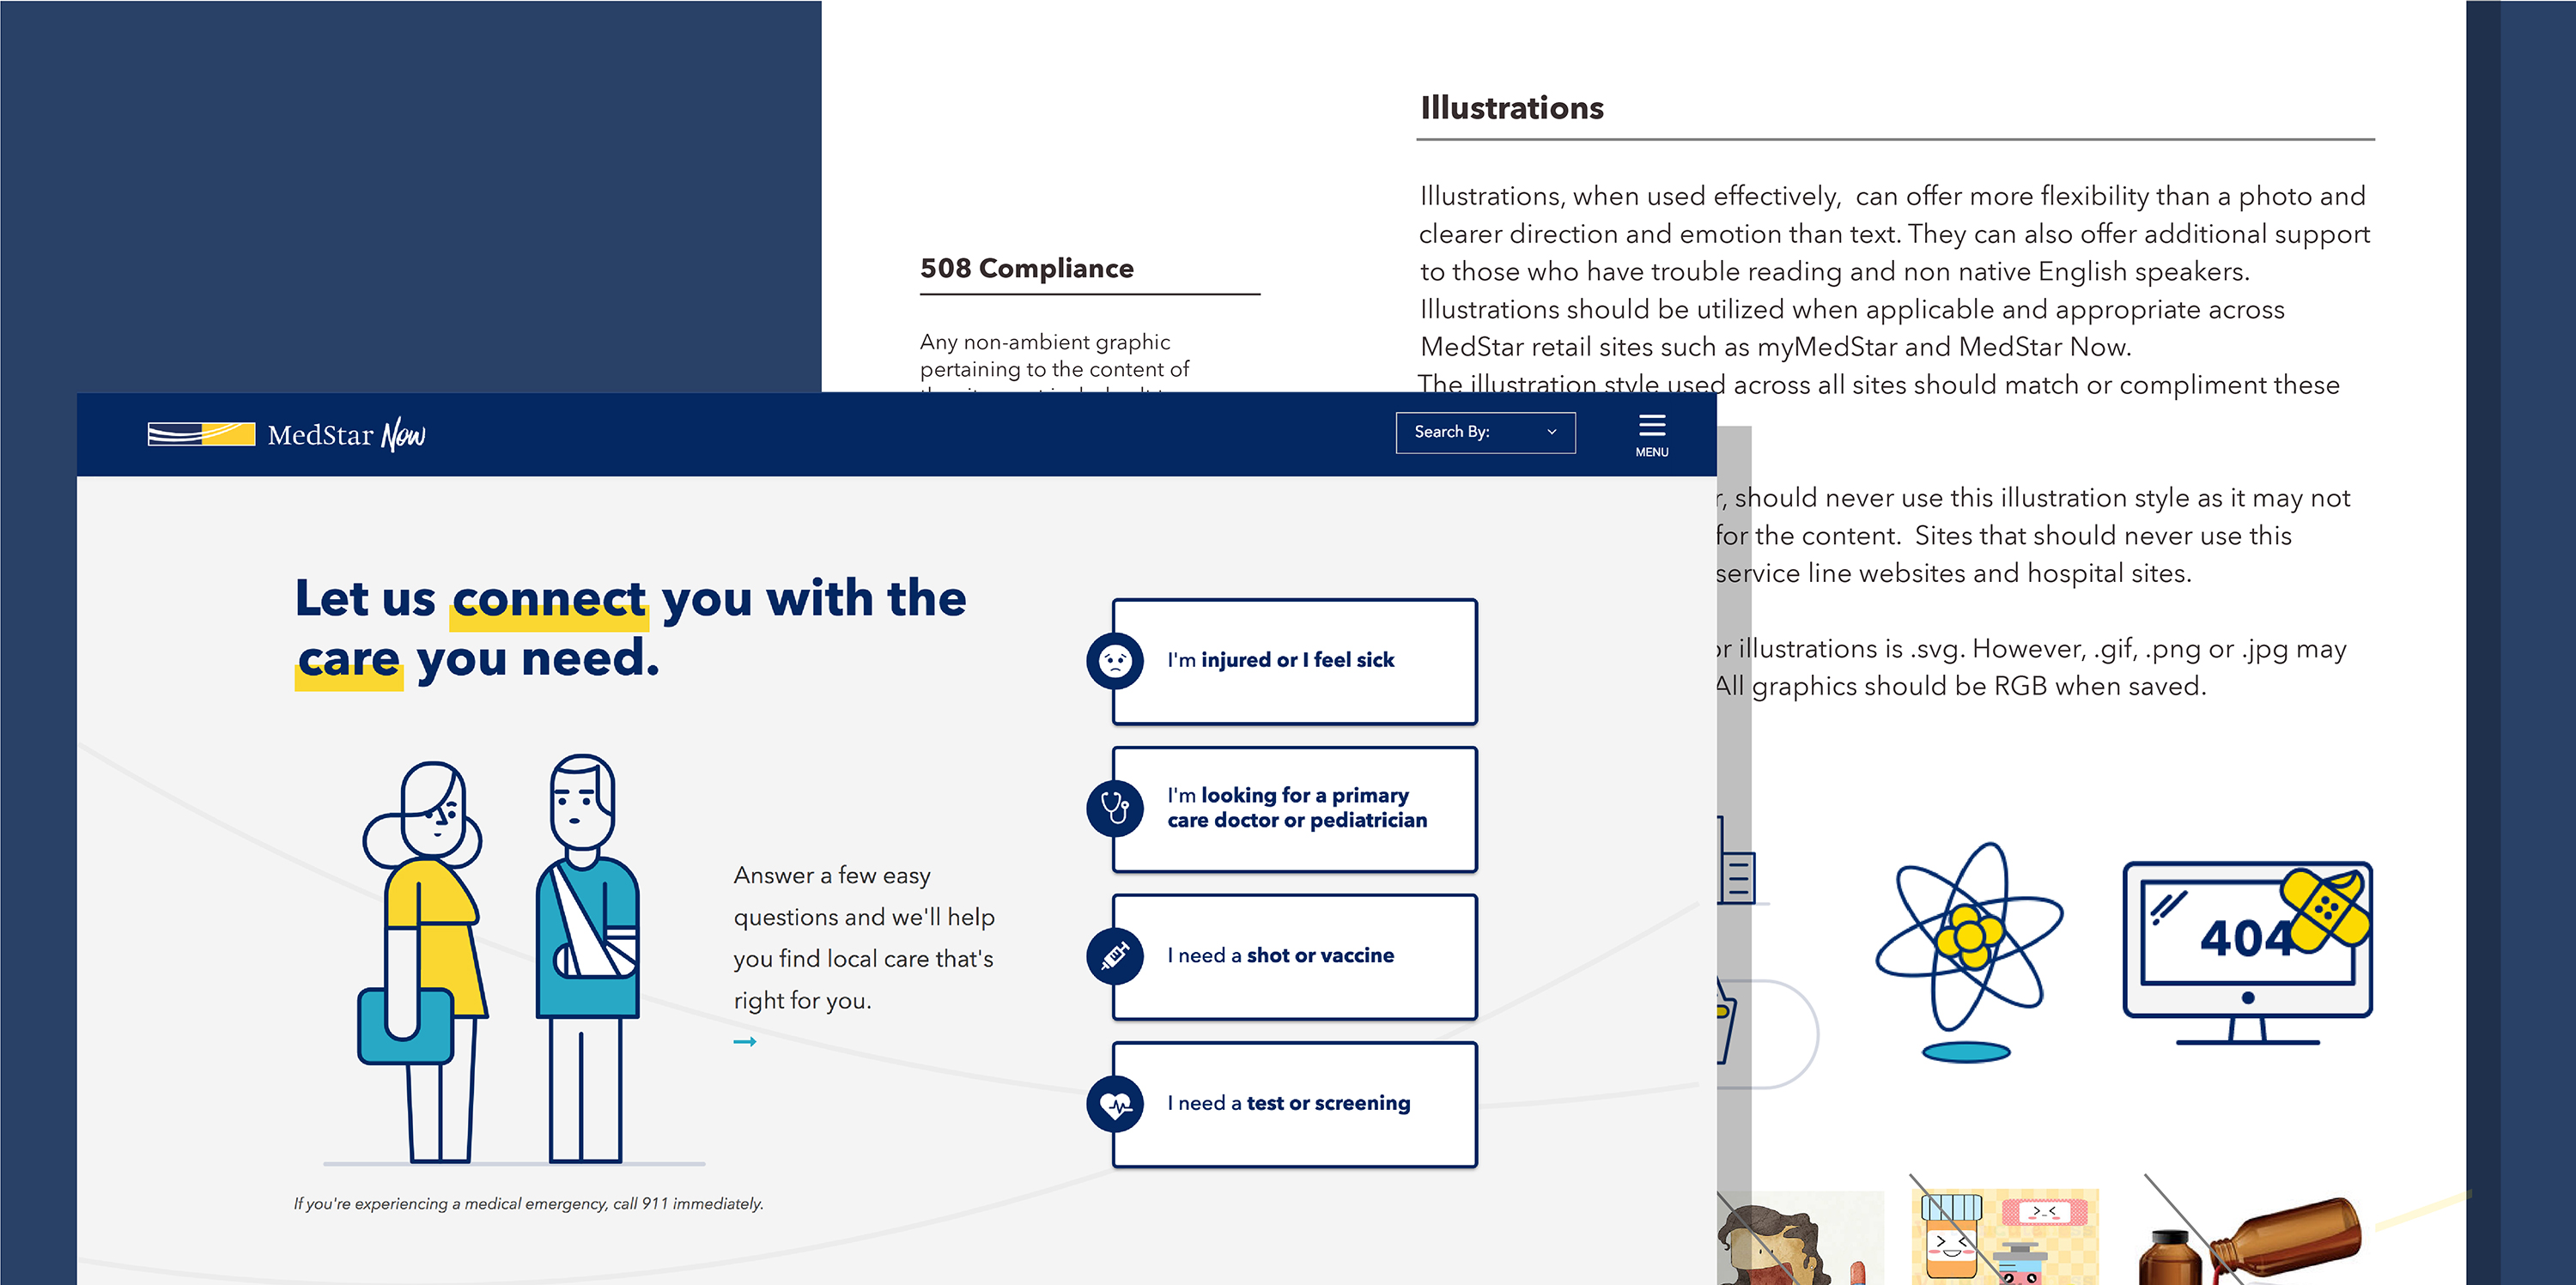 Illustrations
Illustrations, when used effectively,  can offer more flexibility than a photo and
clearer direction and emotion than text. They can also offer additional support
to those who have trouble reading and non native English speakers.
Illustrations should be utilized when applicable and appropriate across
MedStar retail sites such as myMedStar and MedStar Now.
The illustration style used across all sites should match or compliment these
508 Compliance
Any non-ambient graphic
pertaining to the content of
, should never use this illustration style as it may not
for the content.  Sites that should never use this
service line websites and hospital sites.
illustrations is .svg. However, .gif, .png or .jpg may
All graphics should be RGB when saved.
404
MedStar Now
Search By:
MENU
Let us connect you with the
care you need.
Answer a few easy
questions and we'll help
you find local care that's
right for you.
If you're experiencing a medical emergency, call 911 immediately.
I'm injured or I feel sick
I'm looking for a primary
care doctor or pediatrician
I need a shot or vaccine
I need a test or screening